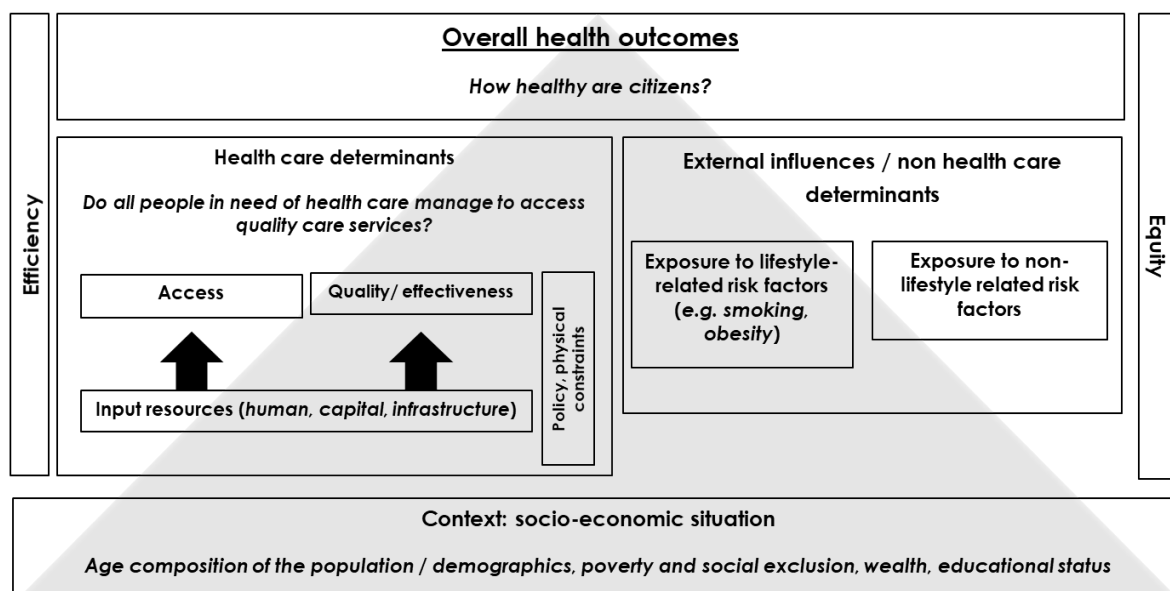 Overall health outcomes
How healthy are citizens?
Efficiency
Health care determinants
Do all people in need of health care manage to access
quality care services?
Access
Quality/ effectiveness
Input resources (human, capital, infrastructure)
Policy, physical
constraints
External influences / non health care
determinants
Exposure to lifestyle-
related risk factors
(e.g. smoking,
obesity)
Exposure to non-
lifestyle related risk
factors
Equity
Context: socio-economic situation
Age composition of the population / demographics, poverty and social exclusion, wealth, educational status